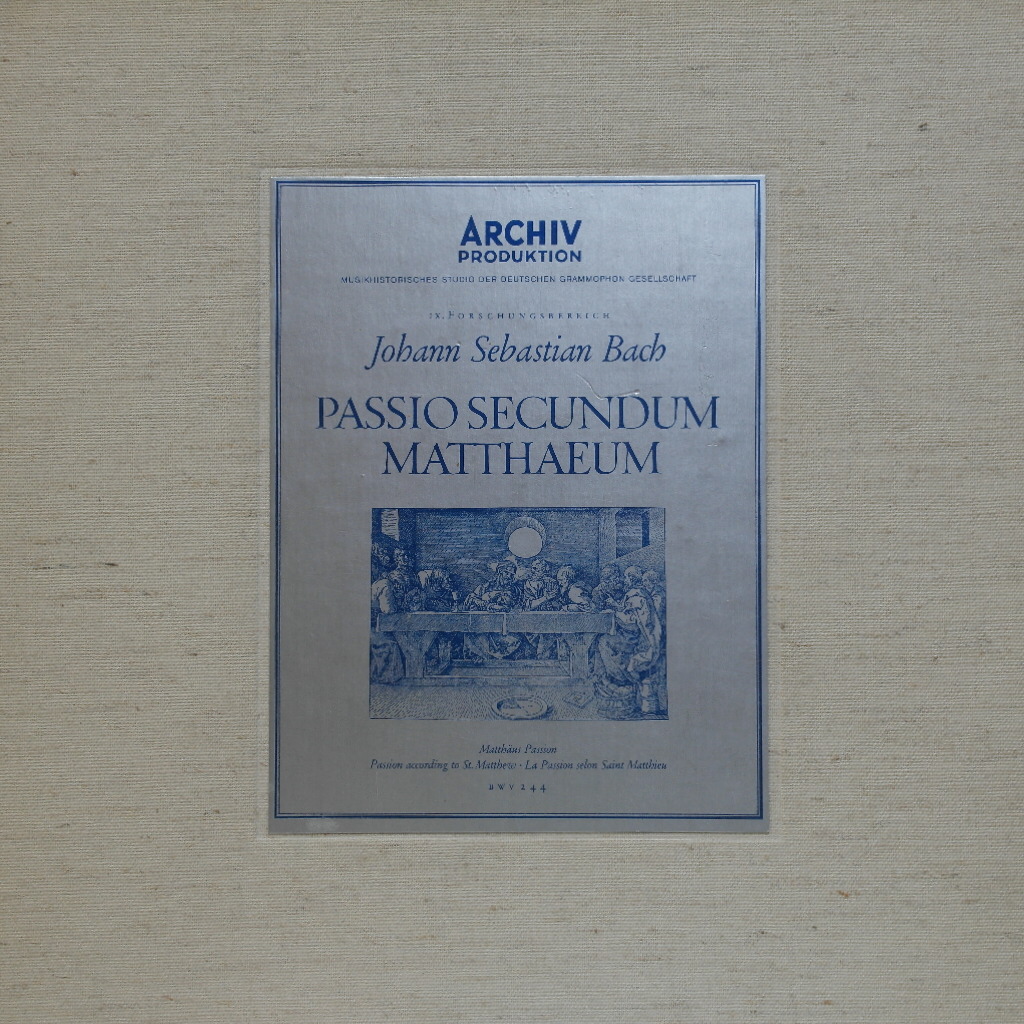 ARCHIV
PRODUKTION
MUSIKHISTORISCHES STUDIO DER DEUTSCHEN GRAMMOPHON GESELLSCHAFT
IX. FORSCHUNGSBEREICH
Johann Sebastian Bach
PASSIO SECUNDUM
MATTHAEUM
Matthäus Passion
Passion according to St. Matthew · La Passion selon Saint Matthieu
BWV 244